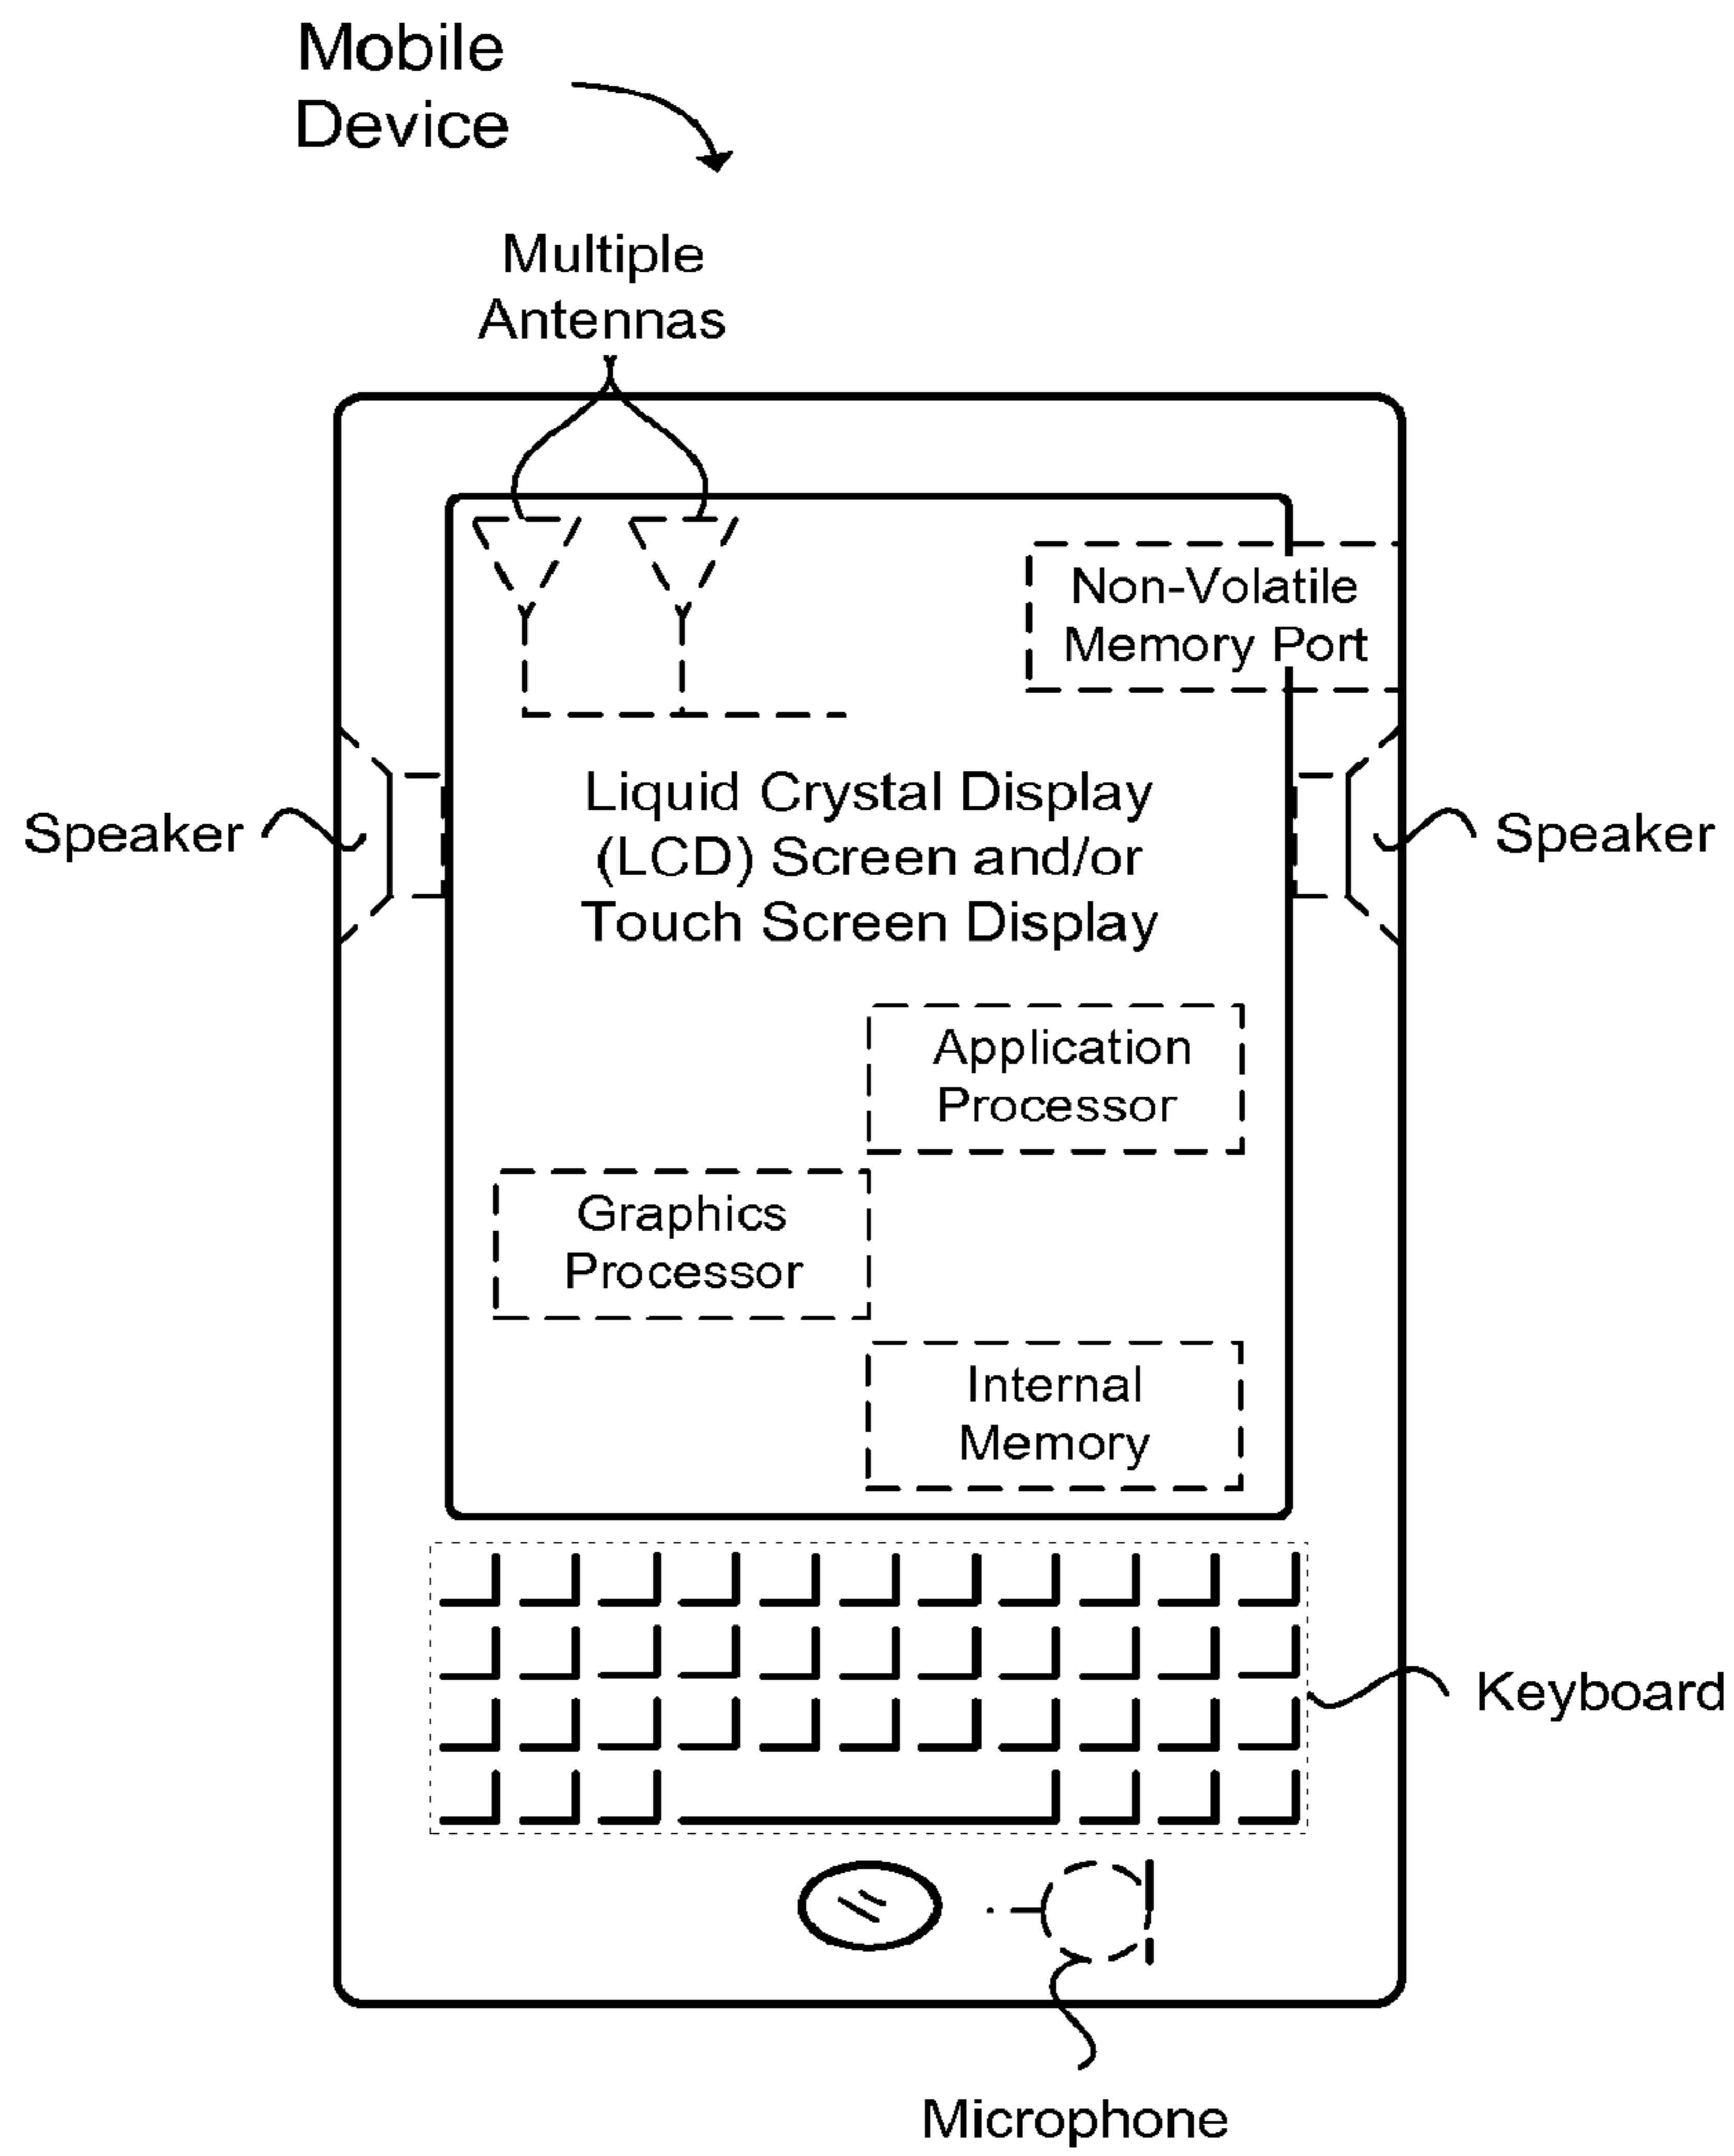 Mobile
Device
Multiple
Antennas
Non-Volatile
Memory Port
Speaker
Liquid Crystal Display
(LCD) Screen and/or
Touch Screen Display
Speaker
Application
Processor
Graphics
Processor
Internal
Memory
Keyboard
Microphone